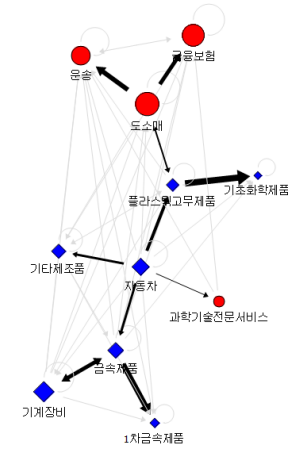 금융보험
운송
도소매
플라스틱고무제품
기초화학제품
기타제조품
자동차
과학기술전문서비스
금속제품
기계장비
1차금속제품